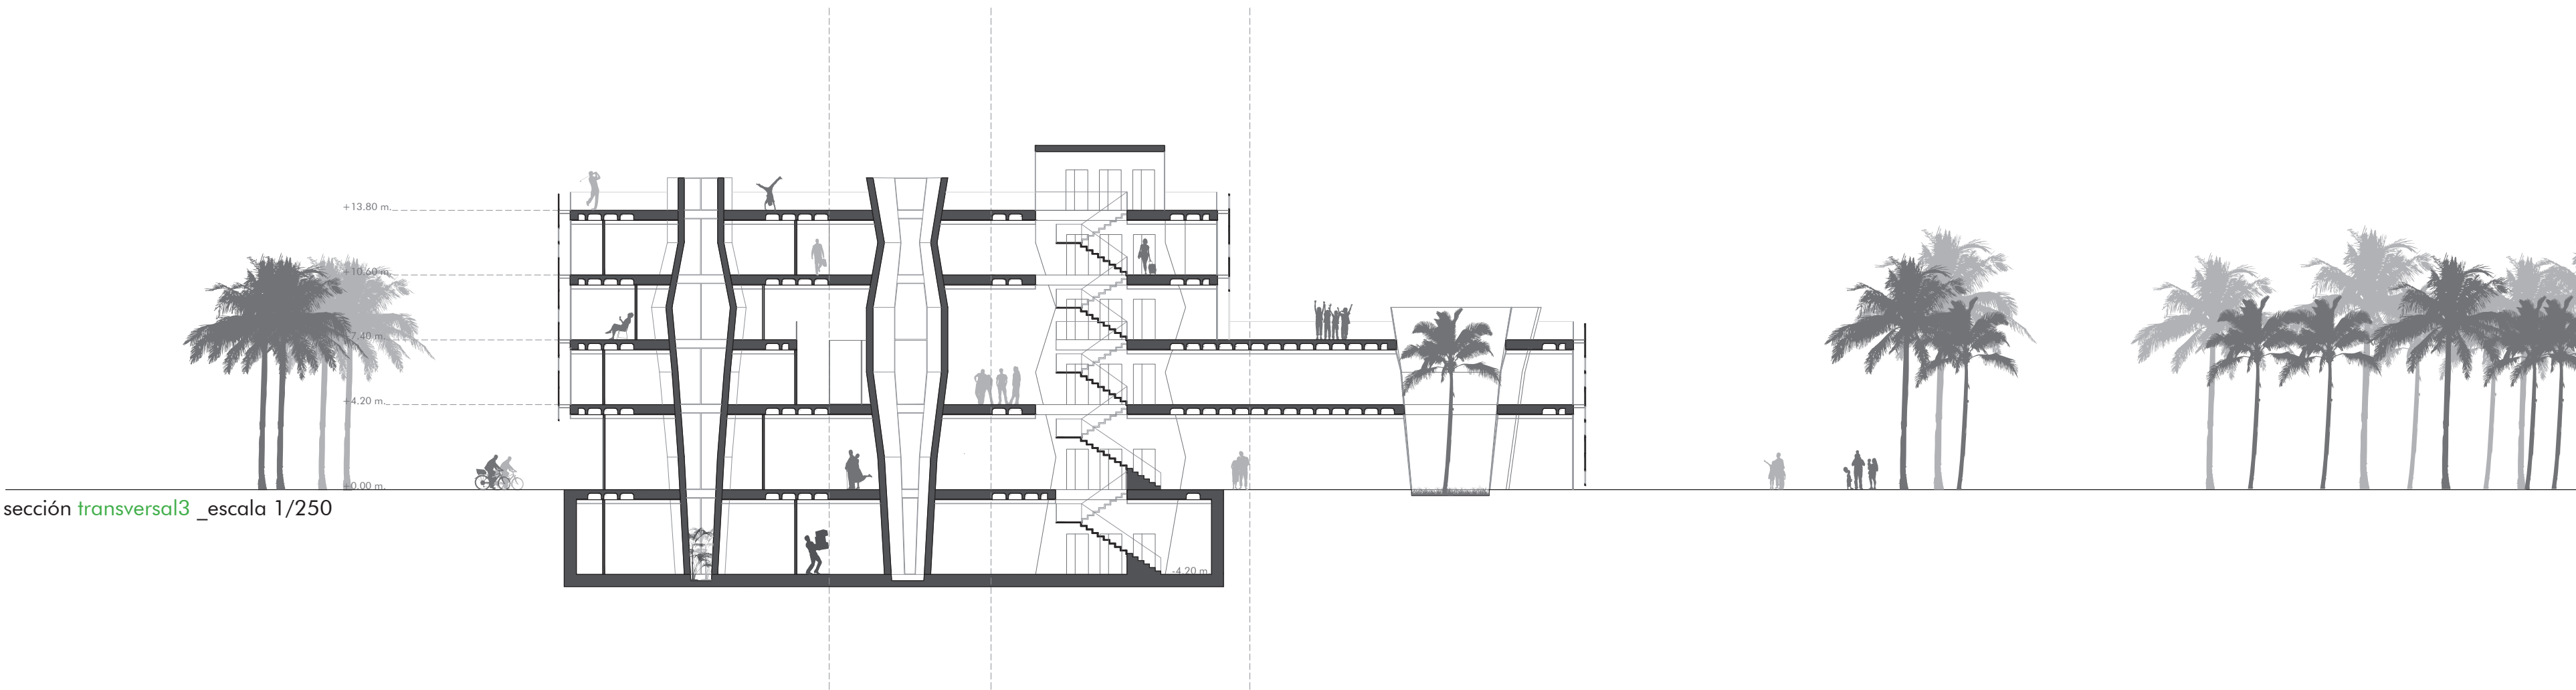 +13.80 m.
+10.60 m.
+7.40 m.
+4.20 m.
+0.00 m.
sección transversal3 _escala 1/250
-4.20 m.